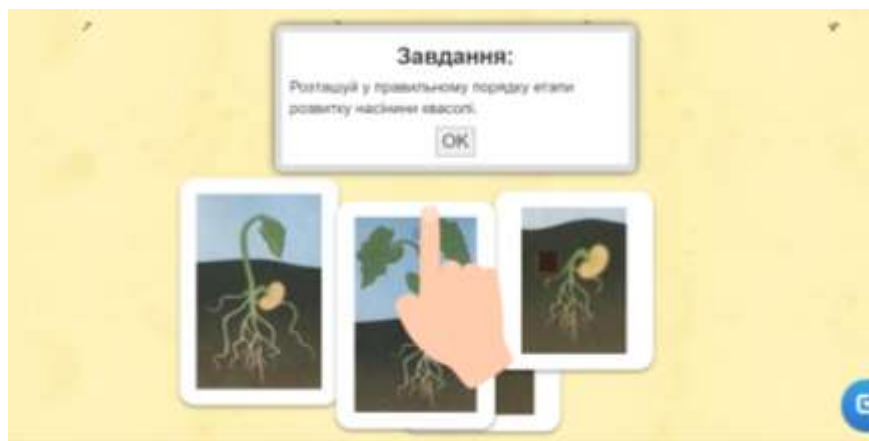 Завдання:
Розташуй у правильному порядку етапи
розвитку насінини квасолі.
OK